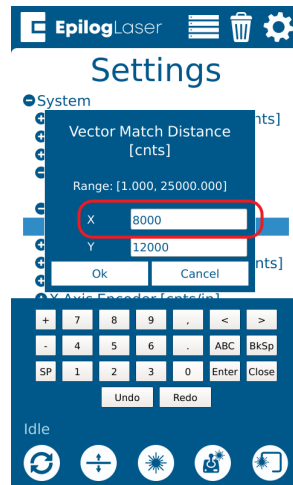 EpilogLaser
Settings
System
nts]
Vector Match Distance
[cnts]
Range: [1.000, 25000.000]
X 8000
Y 12000
nts]
Ok Cancel
X Axis Encoder [cnts/in]
+ 7 8 9 , < >
- 4 5 6 . ABC BkSp
SP 1 2 3 0 Enter Close
Undo Redo
Idle